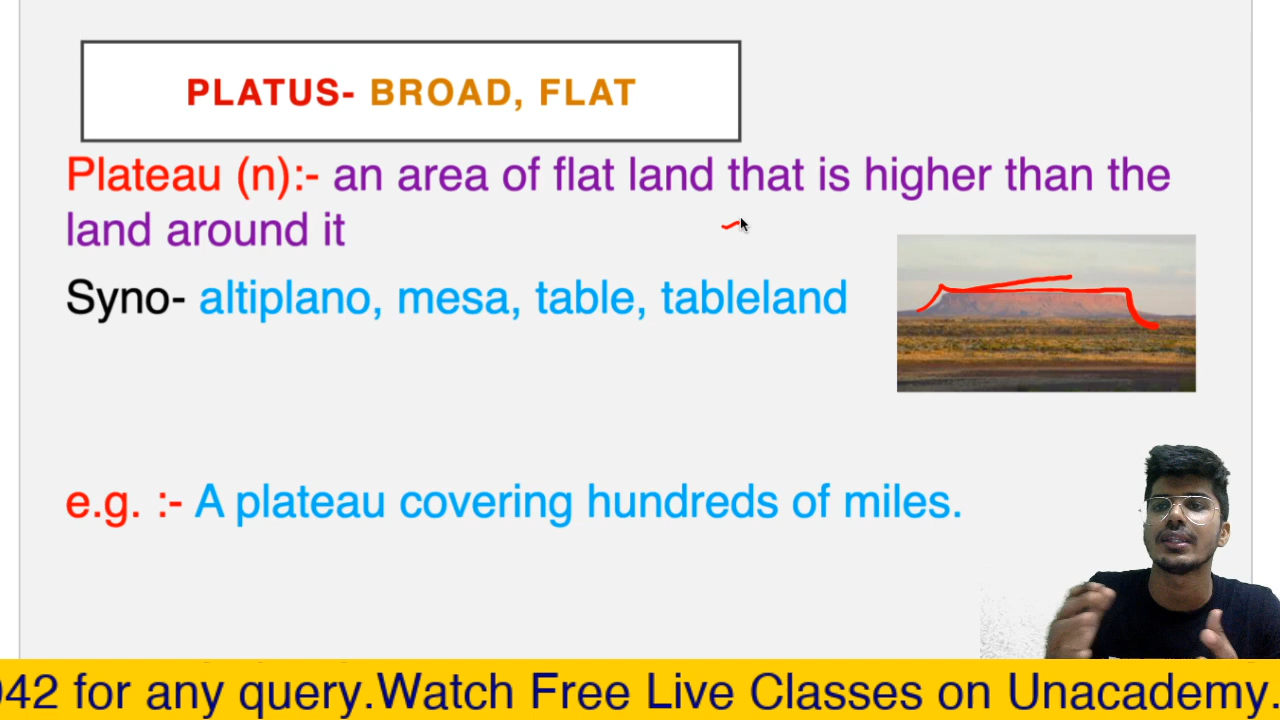 PLATUS- BROAD, FLAT
Plateau (n):- an area of flat land that is higher than the
land around it
Syno- altiplano, mesa, table, tableland
e.g. :- A plateau covering hundreds of miles.
042 for any query.Watch Free Live Classes on Unacademy.